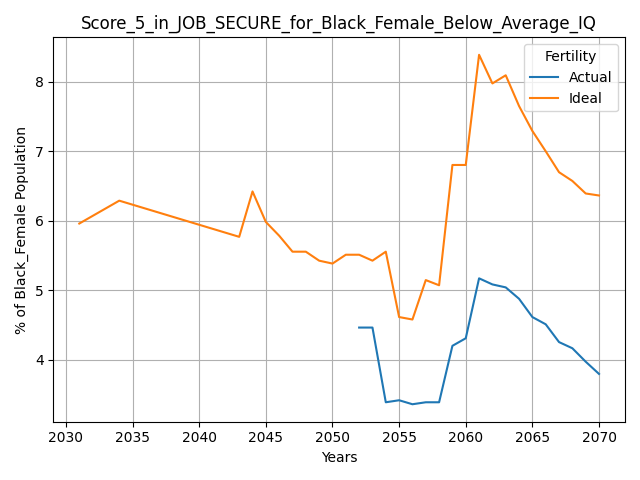 Score_5_in_JOB_SECURE_for_Black_Female_Below_Average_IQ
Fertility
Actual
Ideal
% of Black_Female Population
8
7
6
5
4
2030 2035 2040 2045 2050 2055 2060 2065 2070
Years